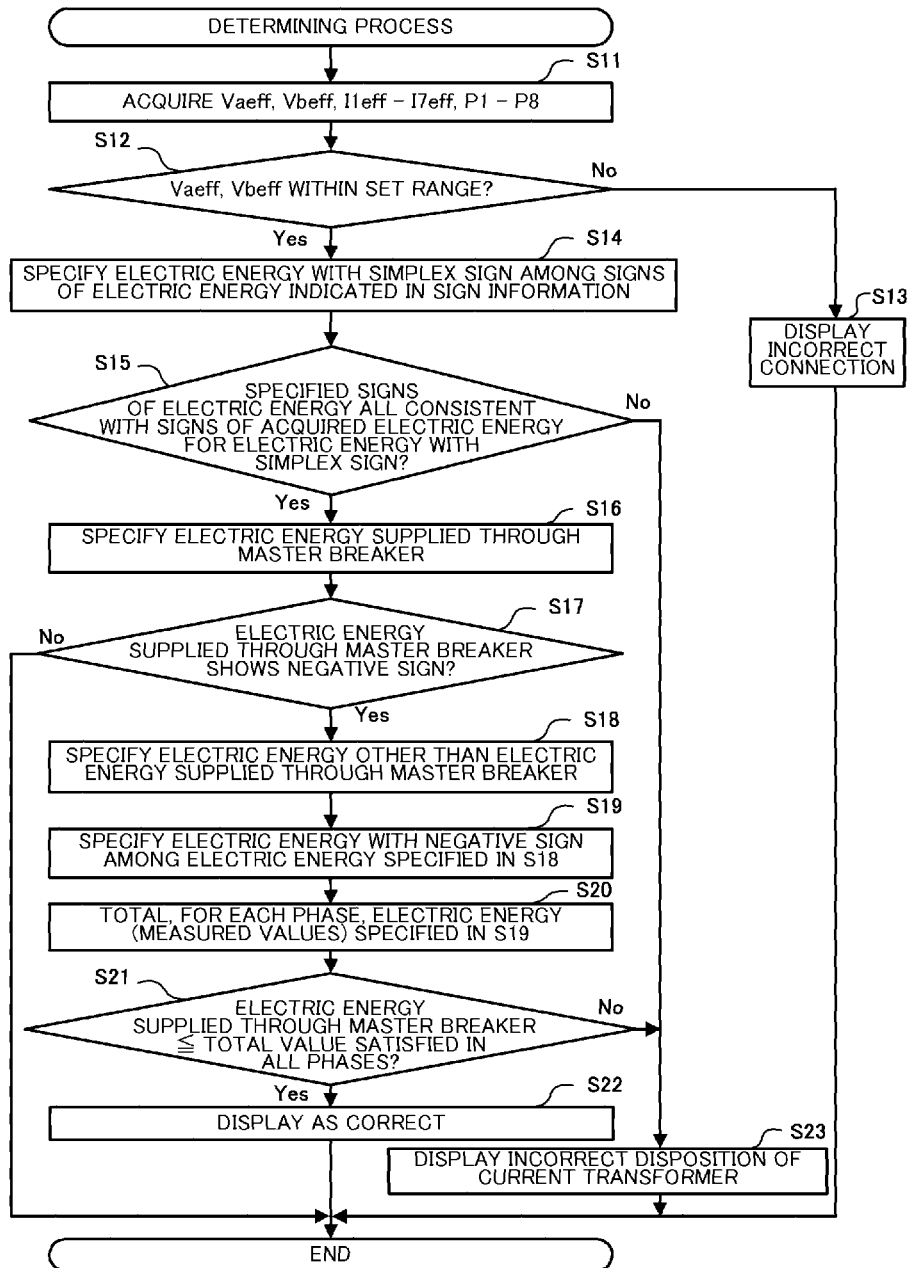 DETERMINING PROCESS
S11
ACQUIRE Vaeff, Vbeff, I1eff - I7eff, P1 - P8
S12
Vaeff, Vbeff WITHIN SET RANGE?
No
Yes
S14
SPECIFY ELECTRIC ENERGY WITH SIMPLEX SIGN AMONG SIGNS
OF ELECTRIC ENERGY INDICATED IN SIGN INFORMATION
S13
DISPLAY
INCORRECT
CONNECTION
S15
SPECIFIED SIGNS
OF ELECTRIC ENERGY ALL CONSISTENT
WITH SIGNS OF ACQUIRED ELECTRIC ENERGY
FOR ELECTRIC ENERGY WITH
SIMPLEX SIGN?
No
Yes
S16
SPECIFY ELECTRIC ENERGY SUPPLIED THROUGH
MASTER BREAKER
S17
No
ELECTRIC ENERGY
SUPPLIED THROUGH MASTER BREAKER
SHOWS NEGATIVE SIGN?
Yes
S18
SPECIFY ELECTRIC ENERGY OTHER THAN ELECTRIC
ENERGY SUPPLIED THROUGH MASTER BREAKER
S19
SPECIFY ELECTRIC ENERGY WITH NEGATIVE SIGN
AMONG ELECTRIC ENERGY SPECIFIED IN S18
S20
TOTAL, FOR EACH PHASE, ELECTRIC ENERGY
(MEASURED VALUES) SPECIFIED IN S19
S21
ELECTRIC ENERGY
SUPPLIED THROUGH MASTER BREAKER
≦ TOTAL VALUE SATISFIED IN
ALL PHASES?
No
Yes
S22
DISPLAY AS CORRECT
S23
DISPLAY INCORRECT DISPOSITION OF
CURRENT TRANSFORMER
END